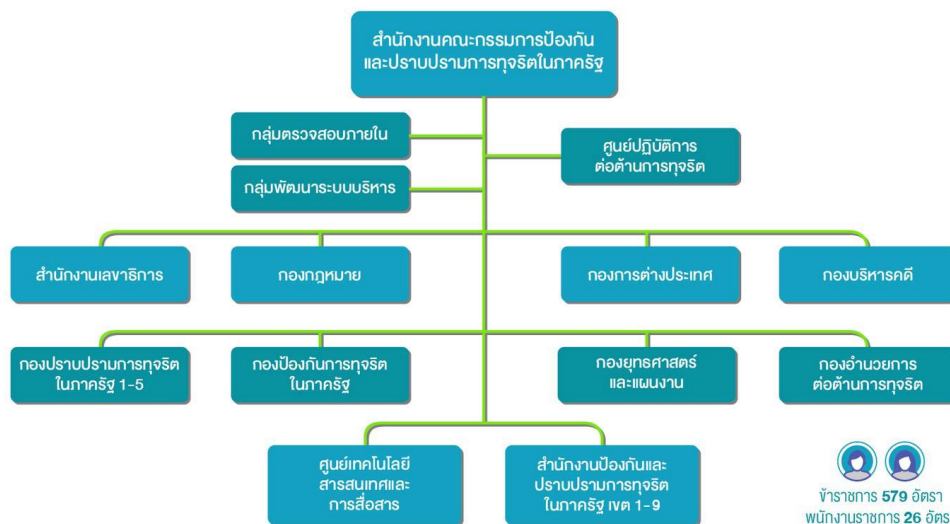 สำนักงานคณะกรรมการป้องกัน
และปราบปรามการทุจริตในภาครัฐ
กลุ่มตรวจสอบภายใน
ศูนย์ปฏิบัติการ
ต่อต้านการทุจริต
กลุ่มพัฒนาระบบบริหาร
สำนักงานเลขาธิการ
กองกฎหมาย
กองการต่างประเทศ
กองบริหารคดี
กองปราบปรามการทุจริต
ในภาครัฐ 1-5
กองป้องกันการทุจริต
ในภาครัฐ
กองยุทธศาสตร์
และแผนงาน
กองอำนวยการ
ต่อต้านการทุจริต
ศูนย์เทคโนโลยี
สารสนเทศและ
การสื่อสาร
สำนักงานป้องกันและ
ปราบปรามการทุจริต
ในภาครัฐ เขต 1-9
ข้าราชการ 579 อัตรา
พนักงานราชการ 26 อัตร